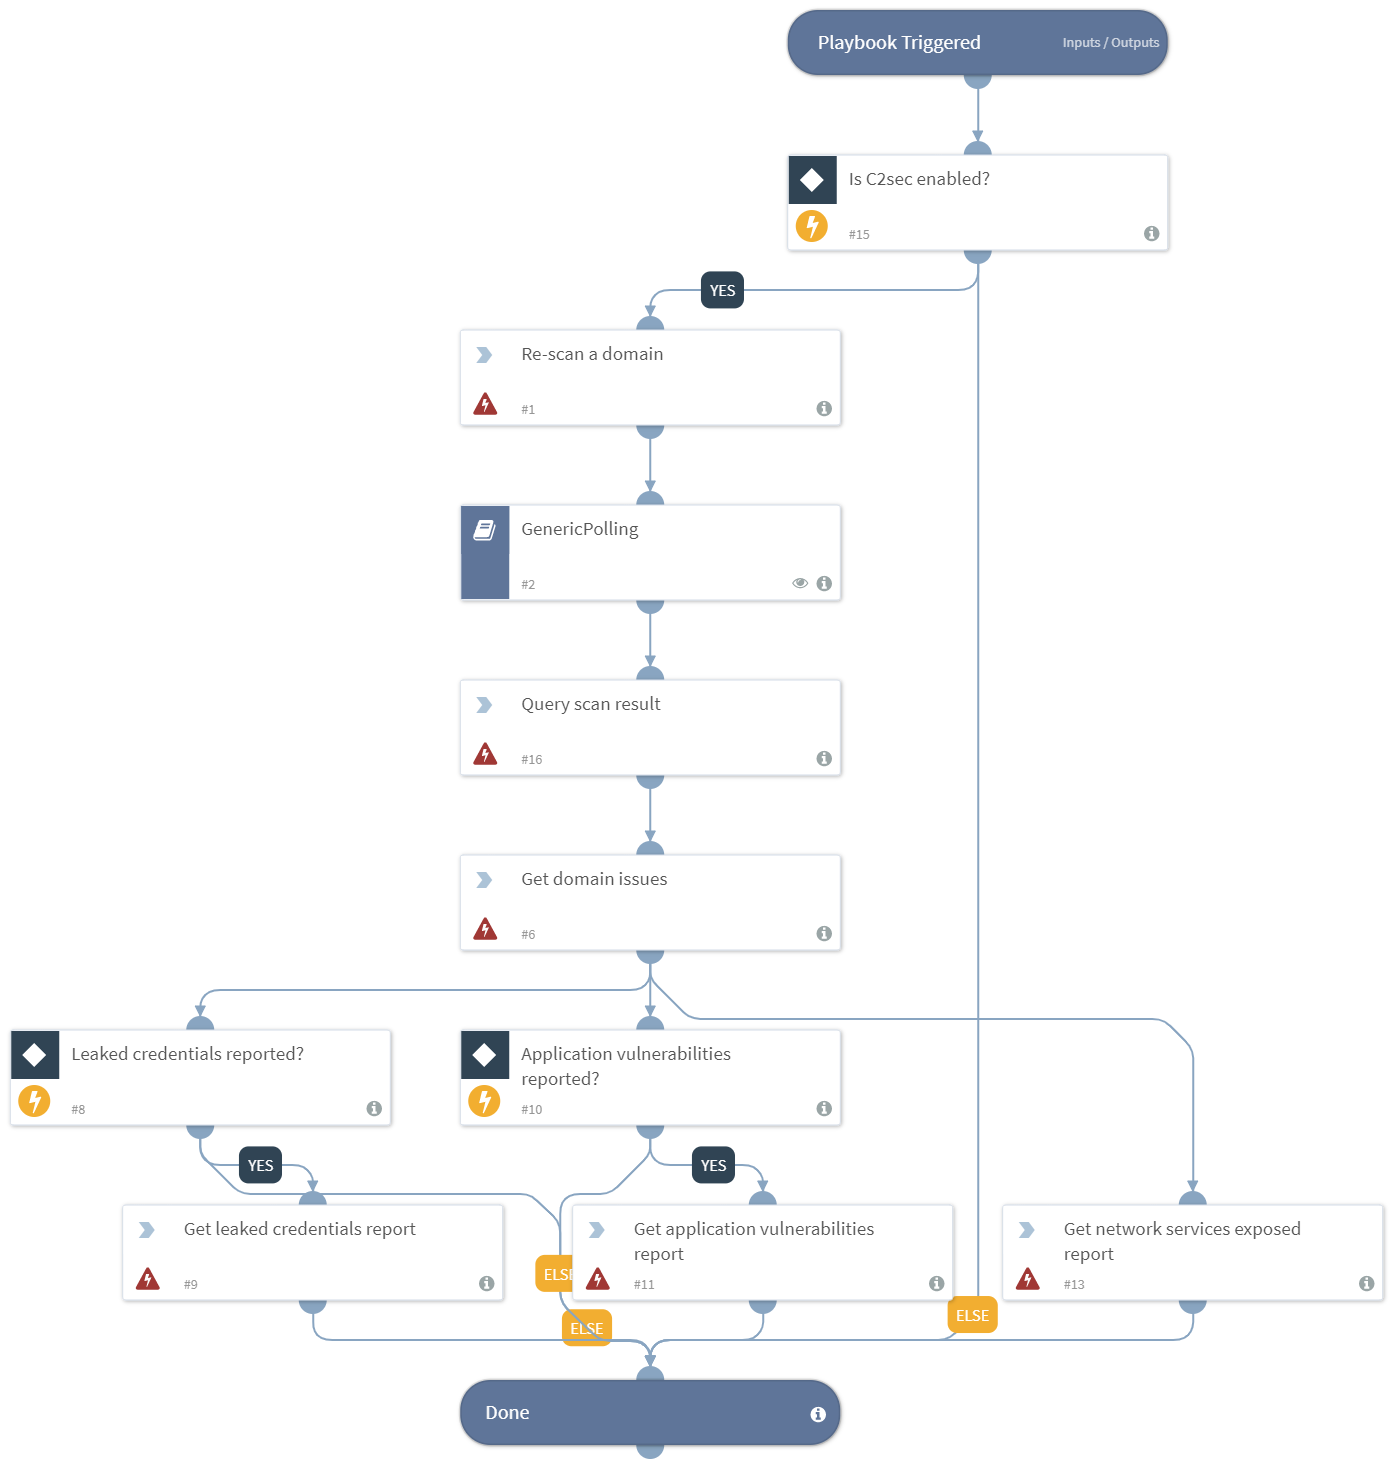 Playbook Triggered
Inputs / Outputs
Is C2sec enabled?
#15
YES
Re-scan a domain
#1
GenericPolling
#2
Query scan result
#16
Get domain issues
#6
Leaked credentials reported?
#8
Application vulnerabilities
reported?
#10
YES
YES
Get leaked credentials report
#9
Get application vulnerabilities
report
#11
Get network services exposed
report
#13
ELSE
ELSE
ELSE
Done